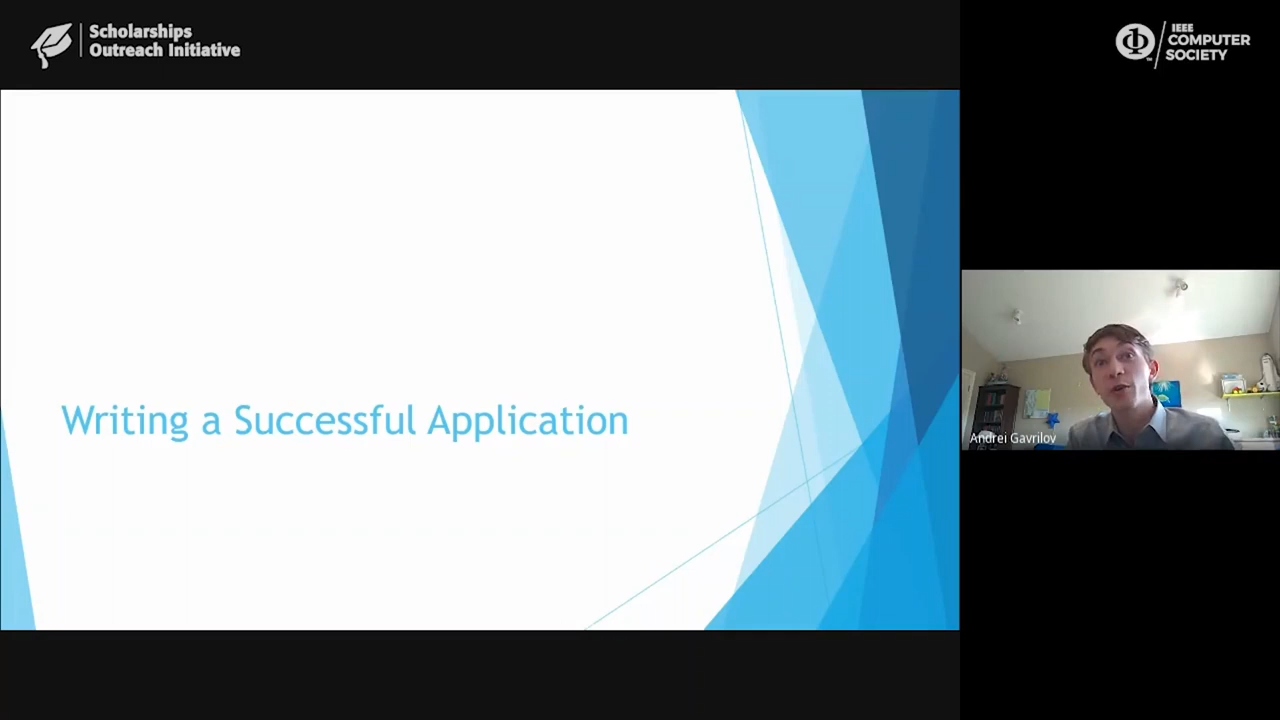 Scholarships
Outreach Initiative
IEEE
COMPUTER
SOCIETY
Writing a Successful Application
Andrei Gavrilov